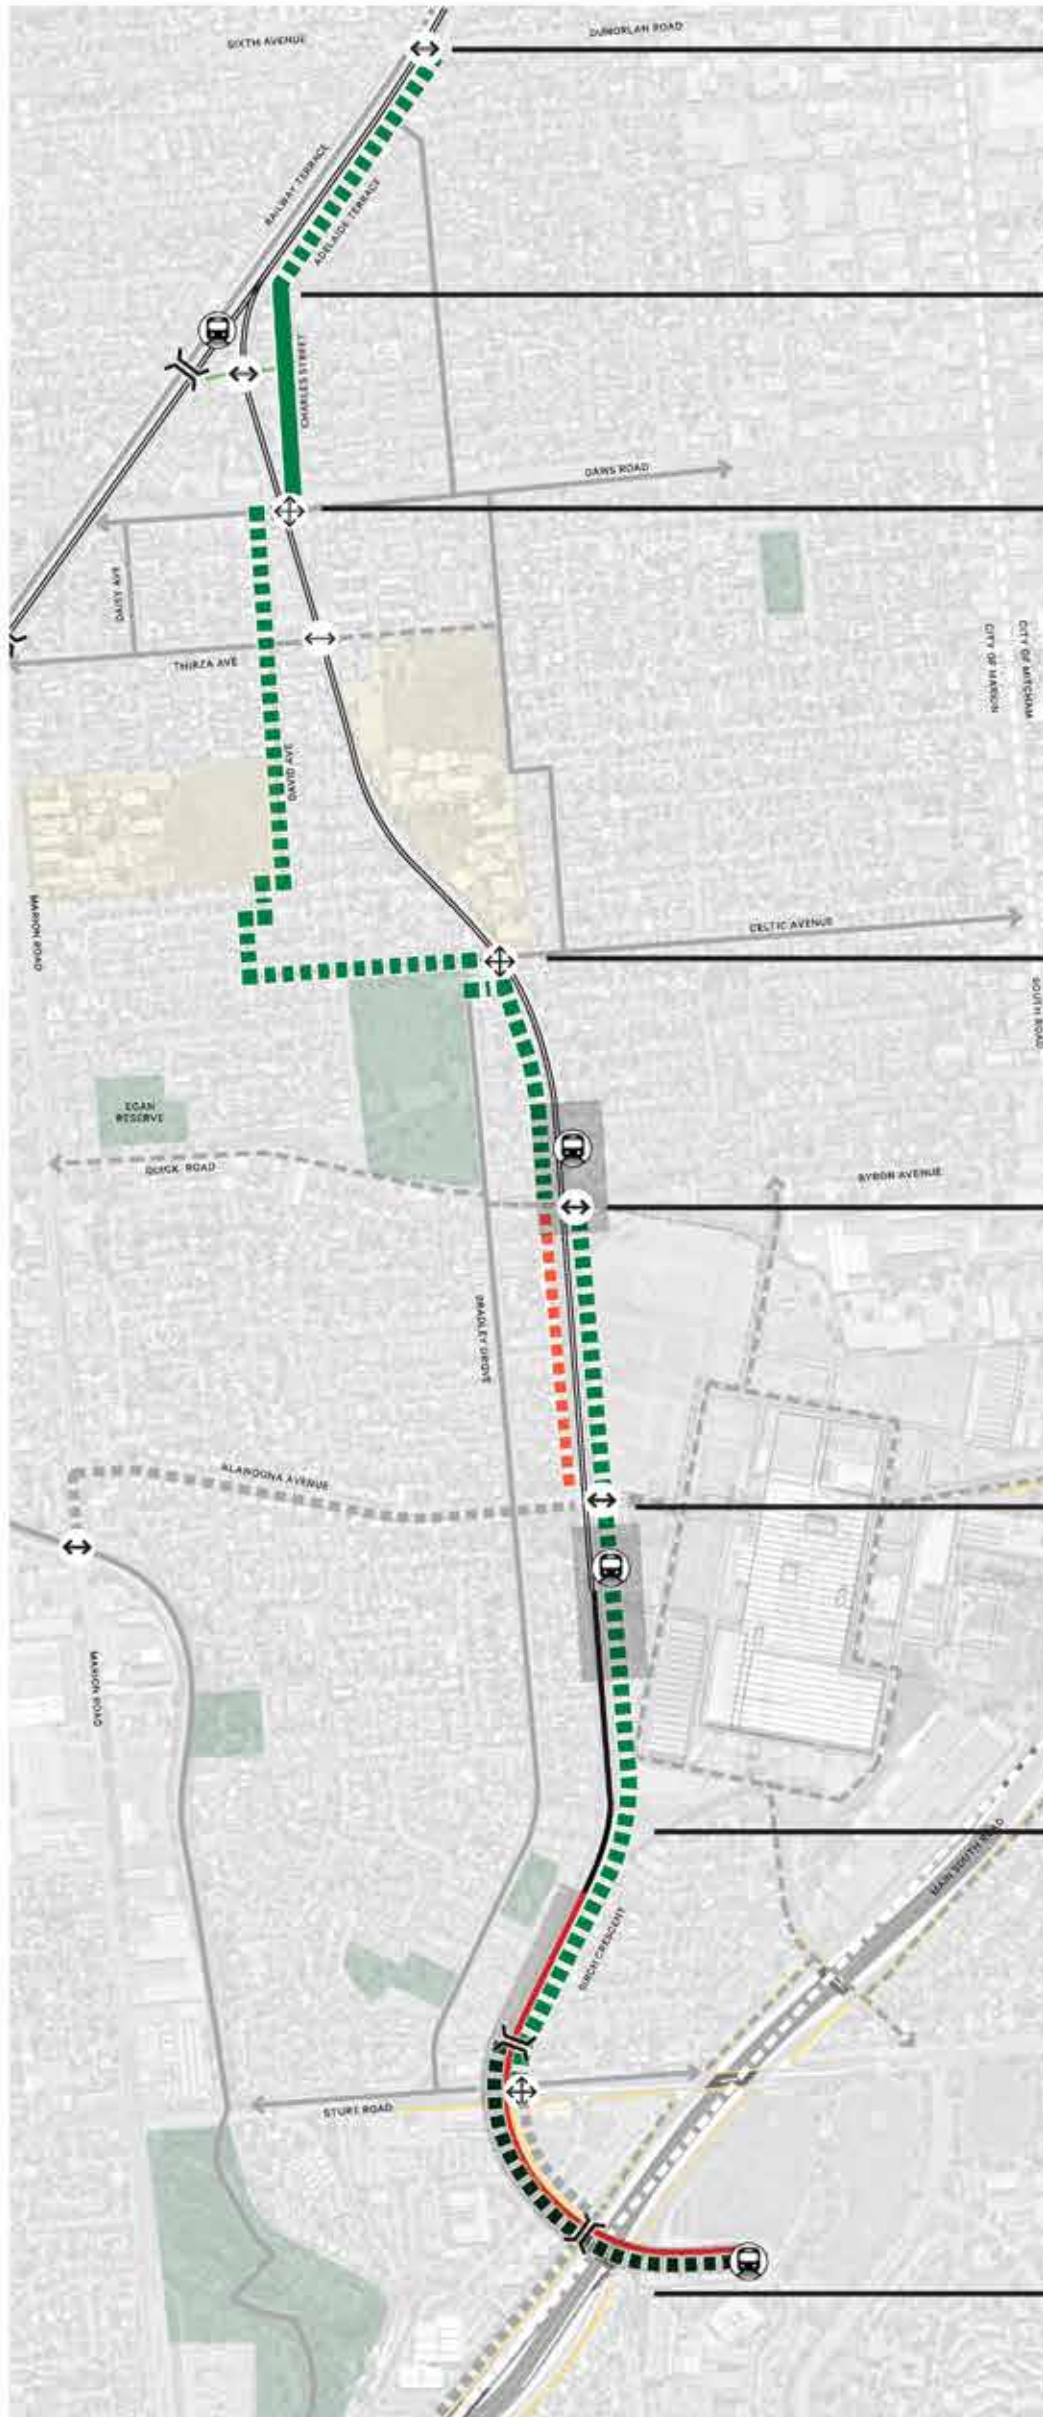 SIXTH AVENUE
DUNORLAN ROAD
RAILWAY TERRACE
ADELAIDE TERRACE
CHARLES STREET
DAWS ROAD
DAISY AVE
THIRZA AVE
CITY OF MARION
CITY OF MITCHAM
DAVID AVE
MARION ROAD
CELTIC AVENUE
SOUTH ROAD
EGAN
RESERVE
QUICK ROAD
BYRON AVENUE
BRADLEY GROVE
ALAWOONA AVENUE
MARION ROAD
MAIN SOUTH ROAD
BIRCH CRESCENT
STURT ROAD